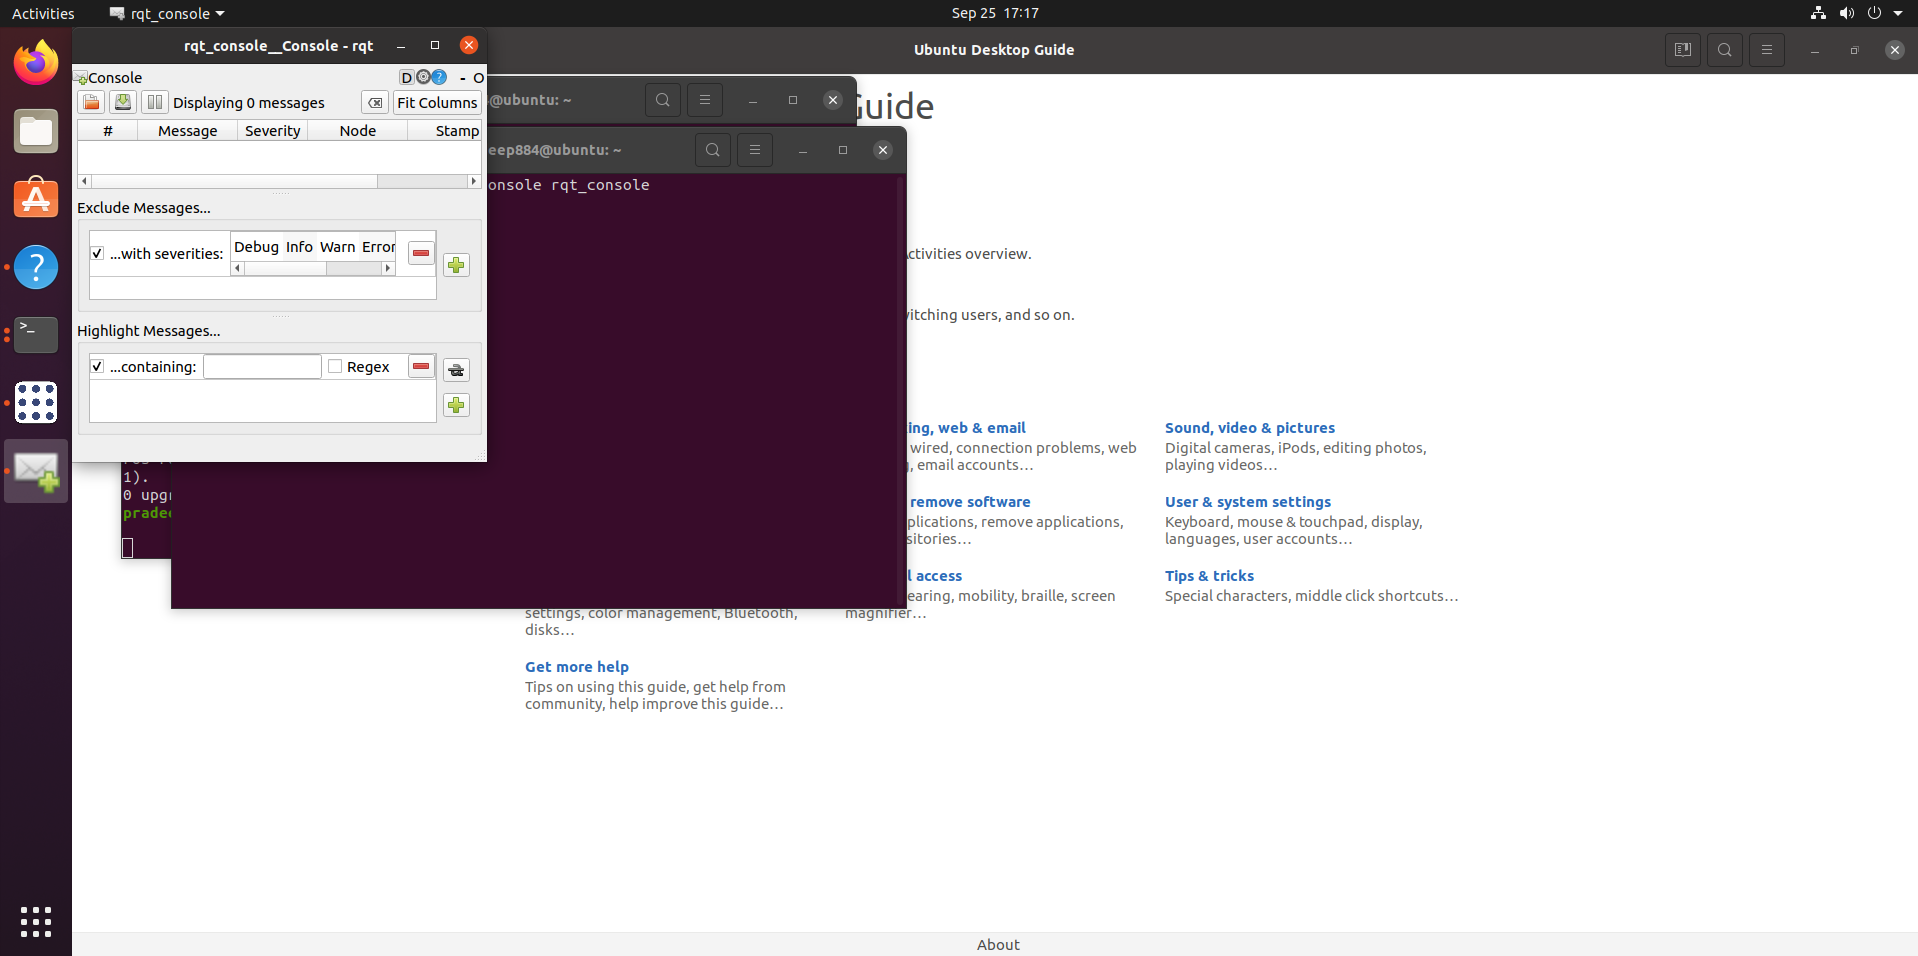 Activities
rqt_console
Sep 25 17:17
rqt_console__Console - rqt
Ubuntu Desktop Guide
Console
D
?
- O
Displaying 0 messages
Fit Columns
# Message Severity Node Stamp
Exclude Messages...
...with severities:
Debug Info Warn Error
Highlight Messages...
...containing:
Regex
@ubuntu: ~
eep884@ubuntu: ~
onsole rqt_console
1).
0 upgr
prade
Guide
ctivities overview.
witching users, and so on.
ing, web & email
wired, connection problems, web
, email accounts…
Sound, video & pictures
Digital cameras, iPods, editing photos,
playing videos…
remove software
plications, remove applications,
sitories…
User & system settings
Keyboard, mouse & touchpad, display,
languages, user accounts…
l access
earing, mobility, braille, screen
magnifier…
Tips & tricks
Special characters, middle click shortcuts…
settings, color management, Bluetooth,
disks…
Get more help
Tips on using this guide, get help from
community, help improve this guide…
About